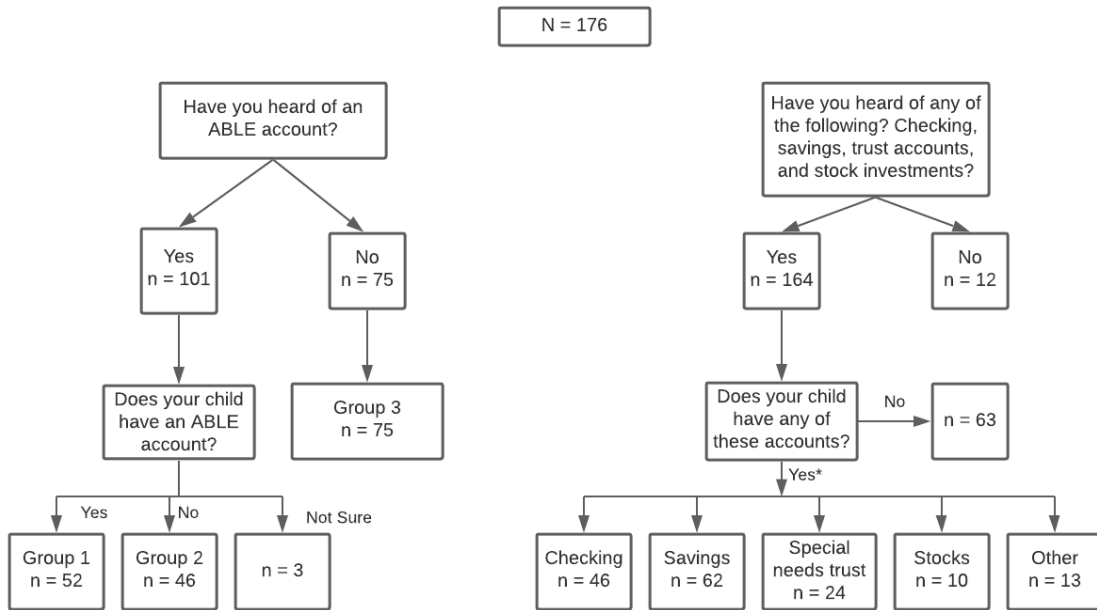 N = 176
Have you heard of an
ABLE account?
Yes
n = 101
No
n = 75
Does your child
have an ABLE
account?
Group 3
n = 75
Yes
No
Not Sure
Group 1
n = 52
Group 2
n = 46
n = 3
Have you heard of any of
the following? Checking,
savings, trust accounts,
and stock investments?
Yes
n = 164
No
n = 12
Does your child
have any of
these accounts?
No
n = 63
Yes*
Checking
n = 46
Savings
n = 62
Special
needs trust
n = 24
Stocks
n = 10
Other
n = 13